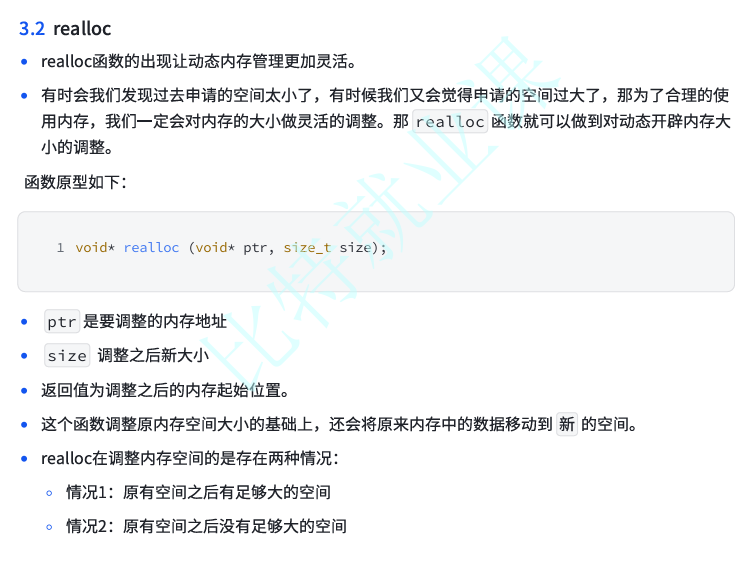 3.2 realloc
realloc函数的出现让动态内存管理更加灵活。
有时会我们发现过去申请的空间太小了，有时候我们又会觉得申请的空间过大了，那为了合理的使
用内存，我们一定会对内存的大小做灵活的调整。那 realloc 函数就可以做到对动态开辟内存大
小的调整。
函数原型如下：
1 void* realloc (void* ptr, size_t size);
ptr 是要调整的内存地址
size 调整之后新大小
返回值为调整之后的内存起始位置。
这个函数调整原内存空间大小的基础上，还会将原来内存中的数据移动到 新 的空间。
realloc在调整内存空间的是存在两种情况：
情况1：原有空间之后有足够大的空间
情况2：原有空间之后没有足够大的空间
比特就业课